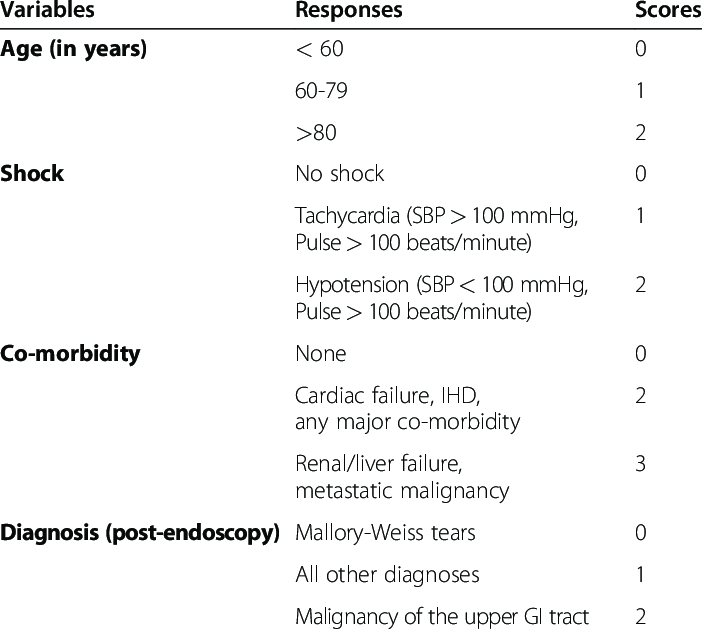 Variables Responses Scores
Age (in years) < 60 0
60-79 1
>80 2
Shock No shock 0
Tachycardia (SBP > 100 mmHg, 1
Pulse > 100 beats/minute)
Hypotension (SBP < 100 mmHg, 2
Pulse > 100 beats/minute)
Co-morbidity None 0
Cardiac failure, IHD, 2
any major co-morbidity
Renal/liver failure, 3
metastatic malignancy
Diagnosis (post-endoscopy) Mallory-Weiss tears 0
All other diagnoses 1
Malignancy of the upper GI tract 2